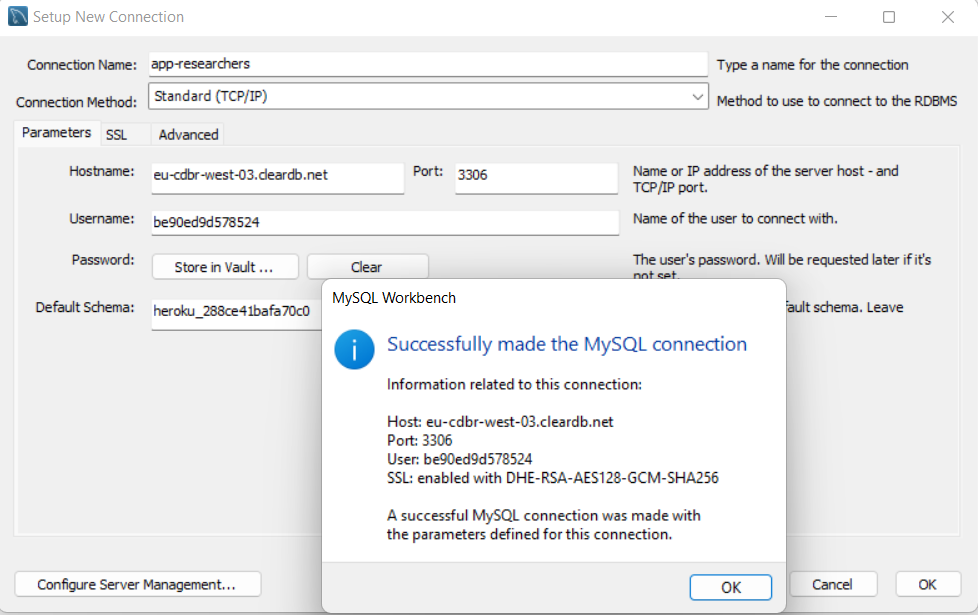 Setup New Connection
Connection Name:
app-researchers
Type a name for the connection
Connection Method:
Standard (TCP/IP)
Method to use to connect to the RDBMS
Parameters
SSL
Advanced
Hostname:
eu-cdbr-west-03.cleardb.net
Port:
3306
Name or IP address of the server host - and
TCP/IP port.
Username:
be90ed9d578524
Name of the user to connect with.
Password:
Store in Vault ...
Clear
The user's password. Will be requested later if it's
not set.
Default Schema:
heroku_288ce41bafa70c0
fault schema. Leave
MySQL Workbench
Successfully made the MySQL connection
Information related to this connection:
Host: eu-cdbr-west-03.cleardb.net
Port: 3306
User: be90ed9d578524
SSL: enabled with DHE-RSA-AES128-GCM-SHA256
A successful MySQL connection was made with
the parameters defined for this connection.
OK
Configure Server Management...
Cancel
OK